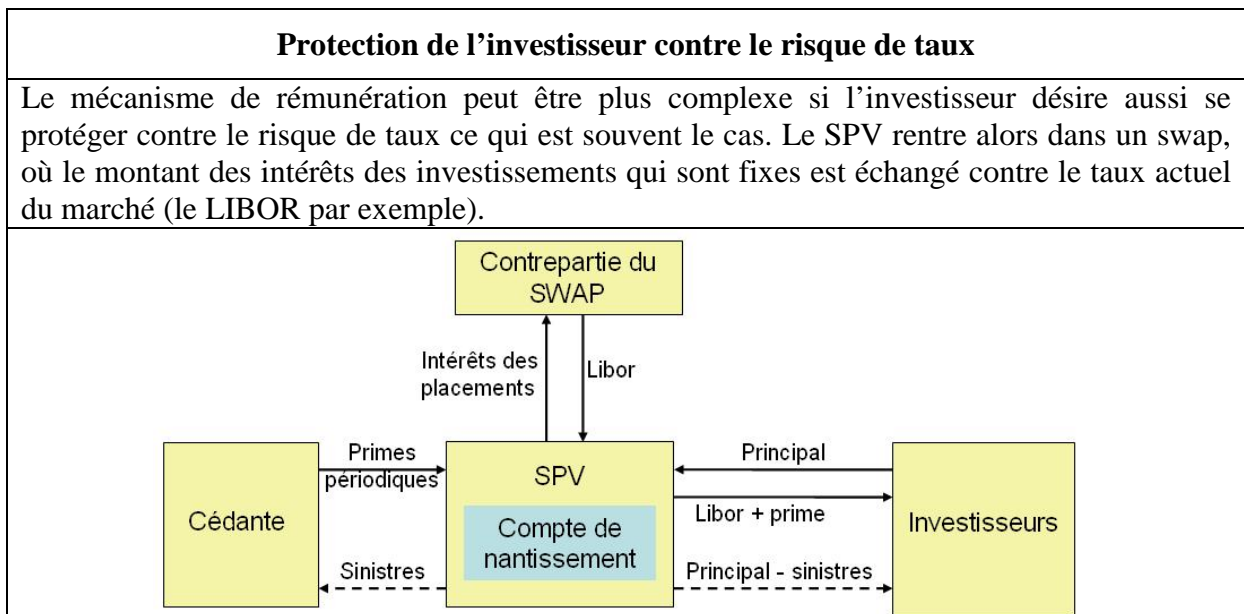 Protection de l'investisseur contre le risque de taux
Le mécanisme de rémunération peut être plus complexe si l'investisseur désire aussi se
protéger contre le risque de taux ce qui est souvent le cas. Le SPV rentre alors dans un swap,
où le montant des intérêts des investissements qui sont fixes est échangé contre le taux actuel
du marché (le LIBOR par exemple).
Contrepartie du
SWAP
Intérêts des
placements
Libor
Cédante
Primes
périodiques
Sinistres
SPV
Compte de
nantissement
Principal
Libor + prime
Principal - sinistres
Investisseurs